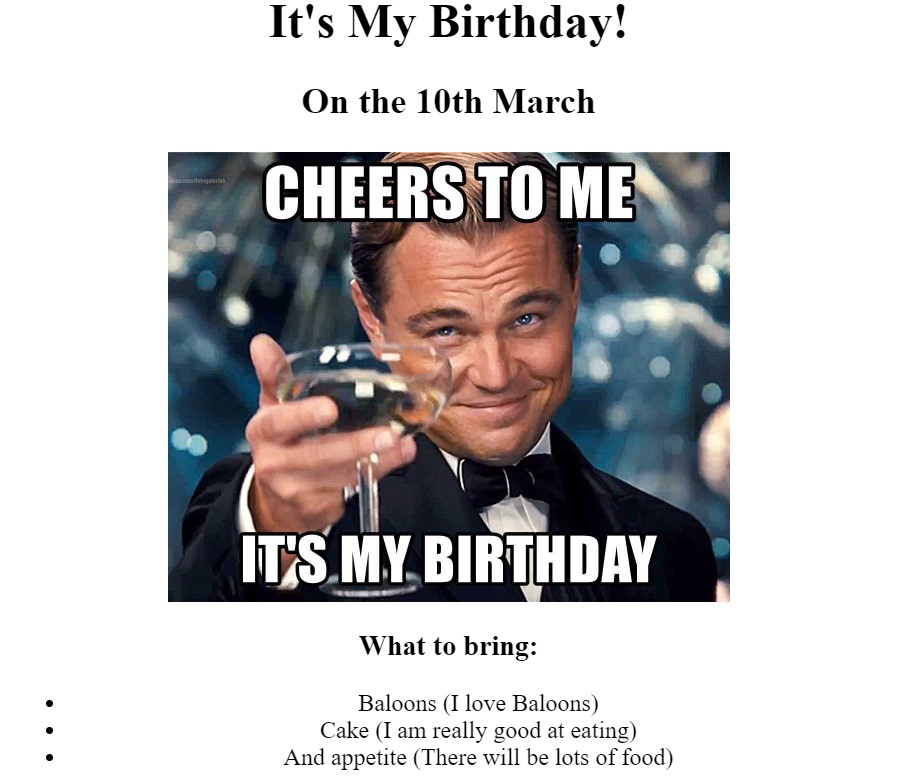 It's My Birthday!
On the 10th March
CHEERS TO ME
IT'S MY BIRTHDAY
What to bring:
Baloons (I love Baloons)
Cake (I am really good at eating)
And appetite (There will be lots of food)